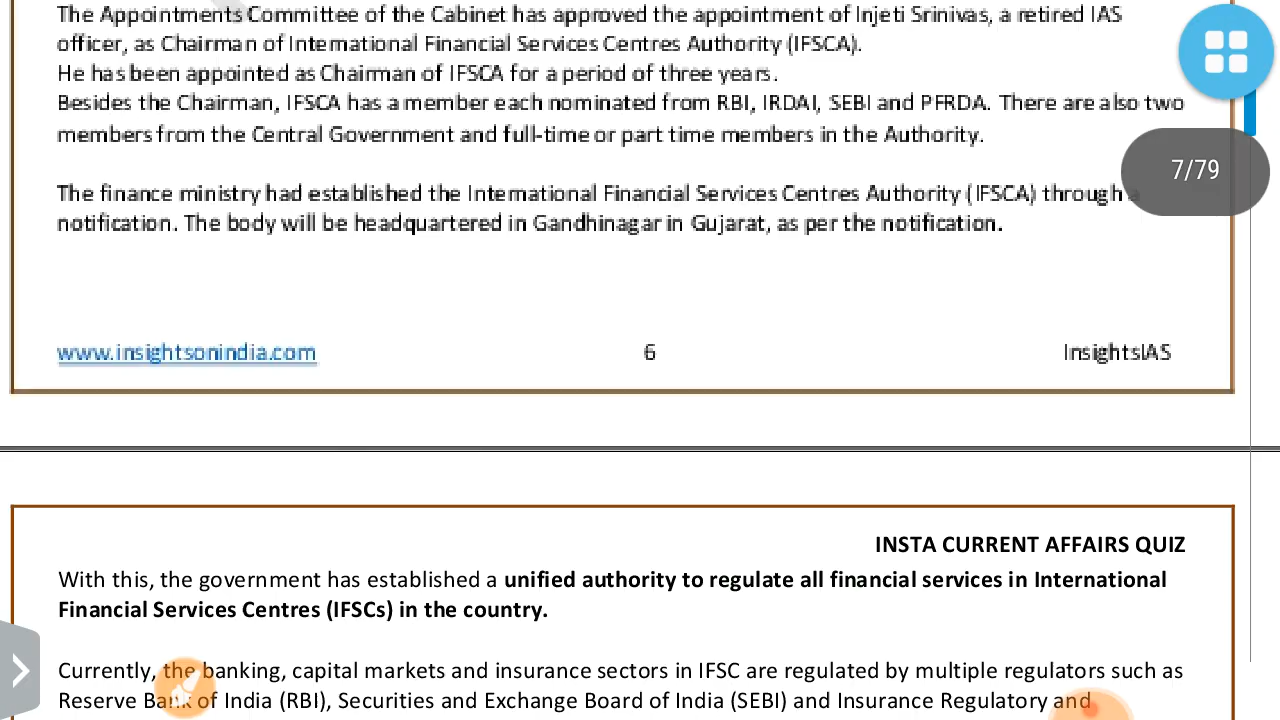 The Appointments Committee of the Cabinet has approved the appointment of Injeti Srinivas, a retired IAS
officer, as Chairman of International Financial Services Centres Authority (IFSCA).
He has been appointed as Chairman of IFSCA for a period of three years.
Besides the Chairman, IFSCA has a member each nominated from RBI, IRDAI, SEBI and PFRDA. There are also two
members from the Central Government and full-time or part time members in the Authority.
7/79
The finance ministry had established the International Financial Services Centres Authority (IFSCA) through a
notification. The body will be headquartered in Gandhinagar in Gujarat, as per the notification.
www.insightsonindia.com 6 InsightsIAS
INSTA CURRENT AFFAIRS QUIZ
With this, the government has established a unified authority to regulate all financial services in International
Financial Services Centres (IFSCs) in the country.
Currently, the banking, capital markets and insurance sectors in IFSC are regulated by multiple regulators such as
Reserve Bank of India (RBI), Securities and Exchange Board of India (SEBI) and Insurance Regulatory and